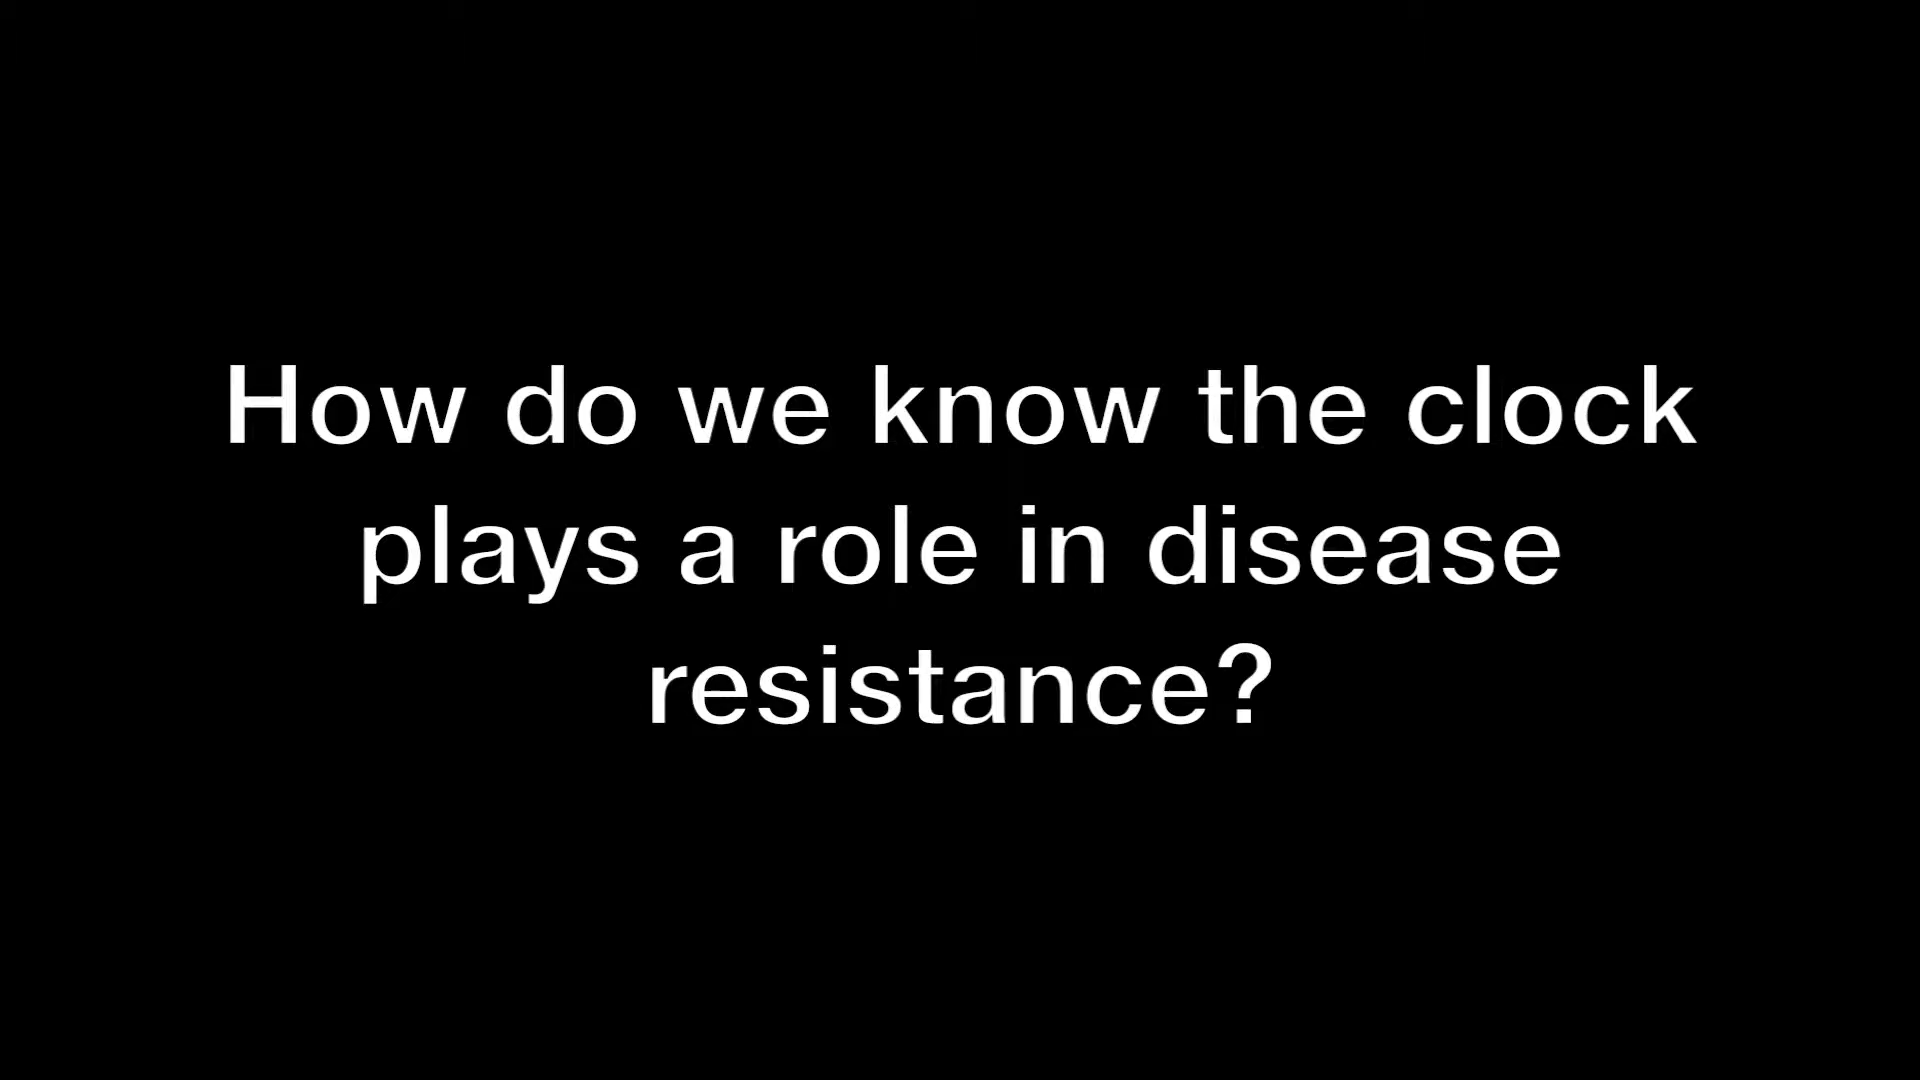 How do we know the clock
plays a role in disease
resistance?